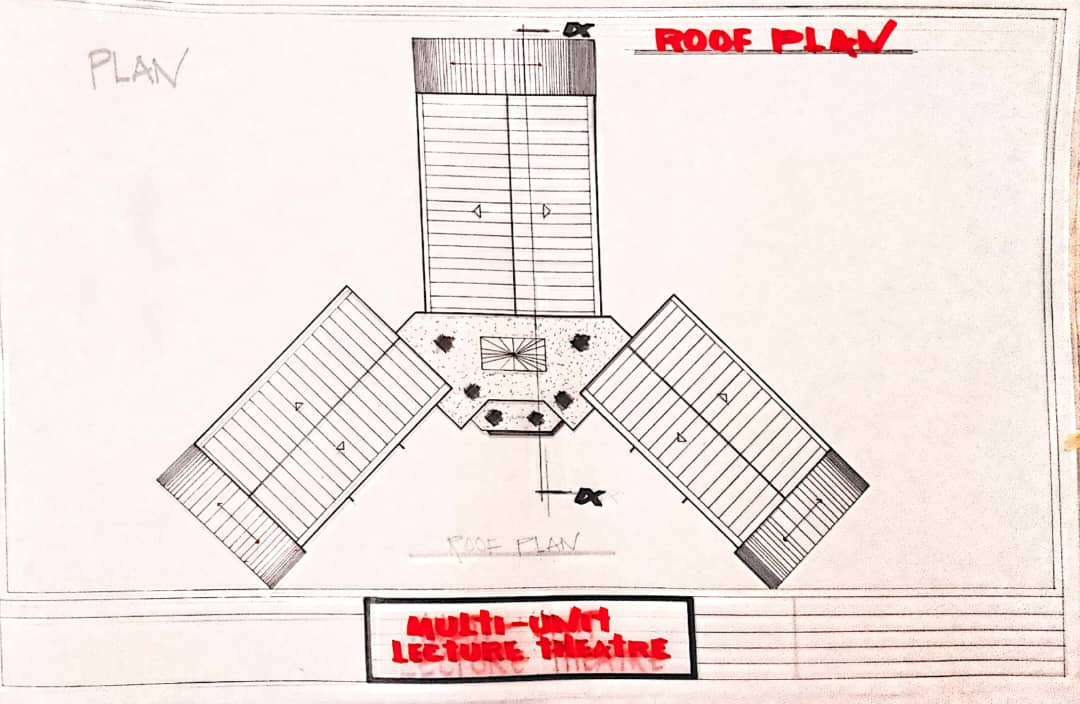 ROOF PLAN
PLAN
ROOF PLAN
MULTI-UNIT
LECTURE THEATRE